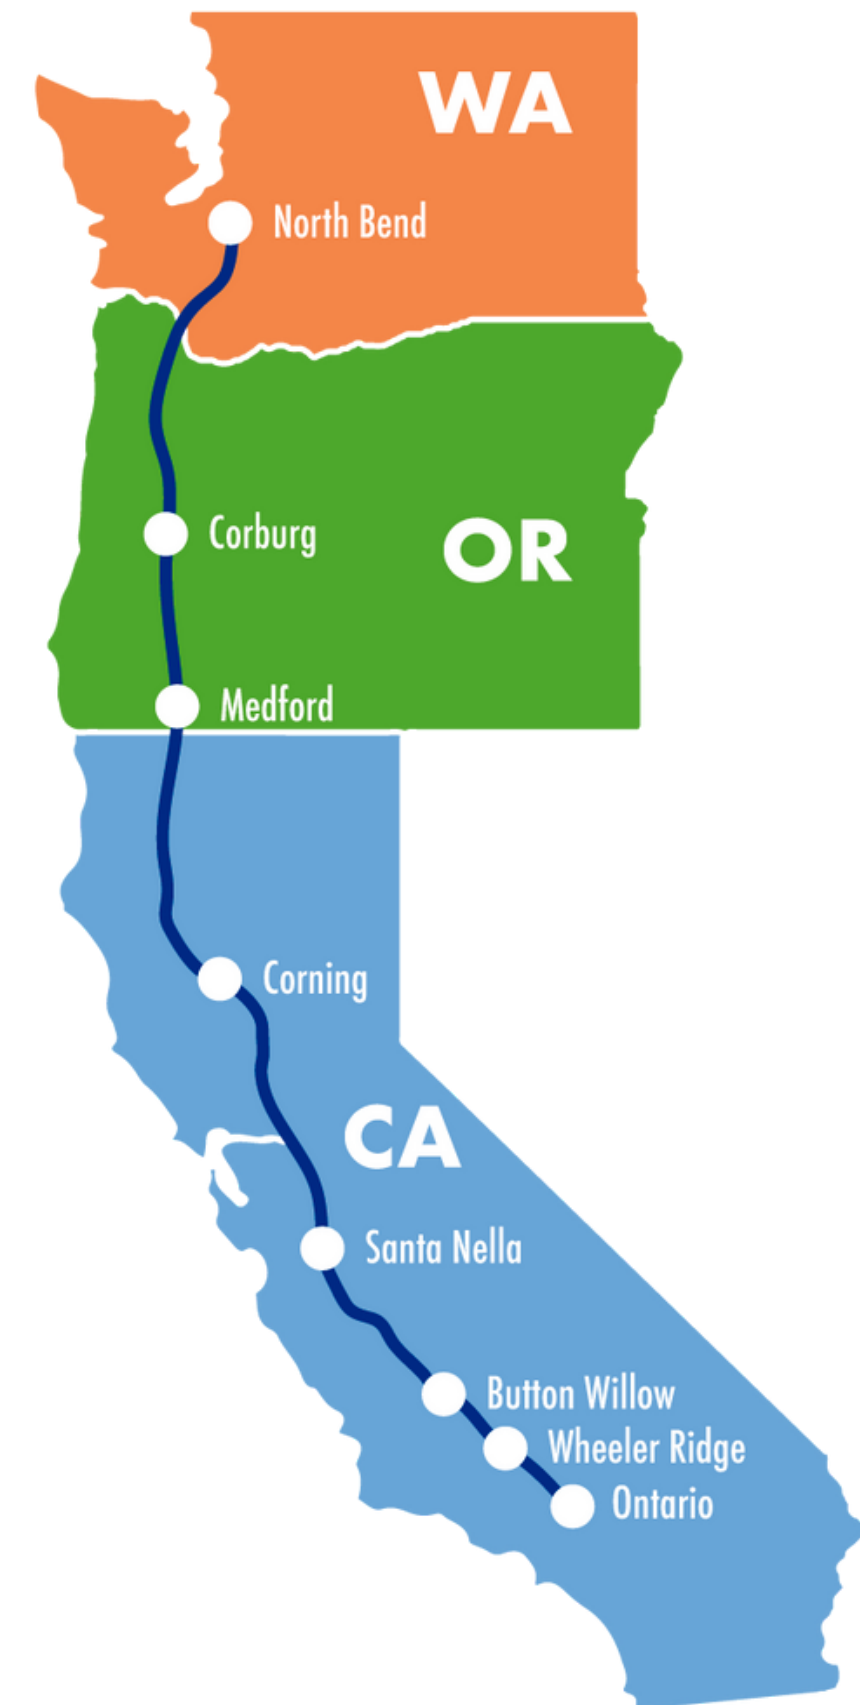 WA
North Bend
Corburg
OR
Medford
Corning
CA
Santa Nella
Button Willow
Wheeler Ridge
Ontario